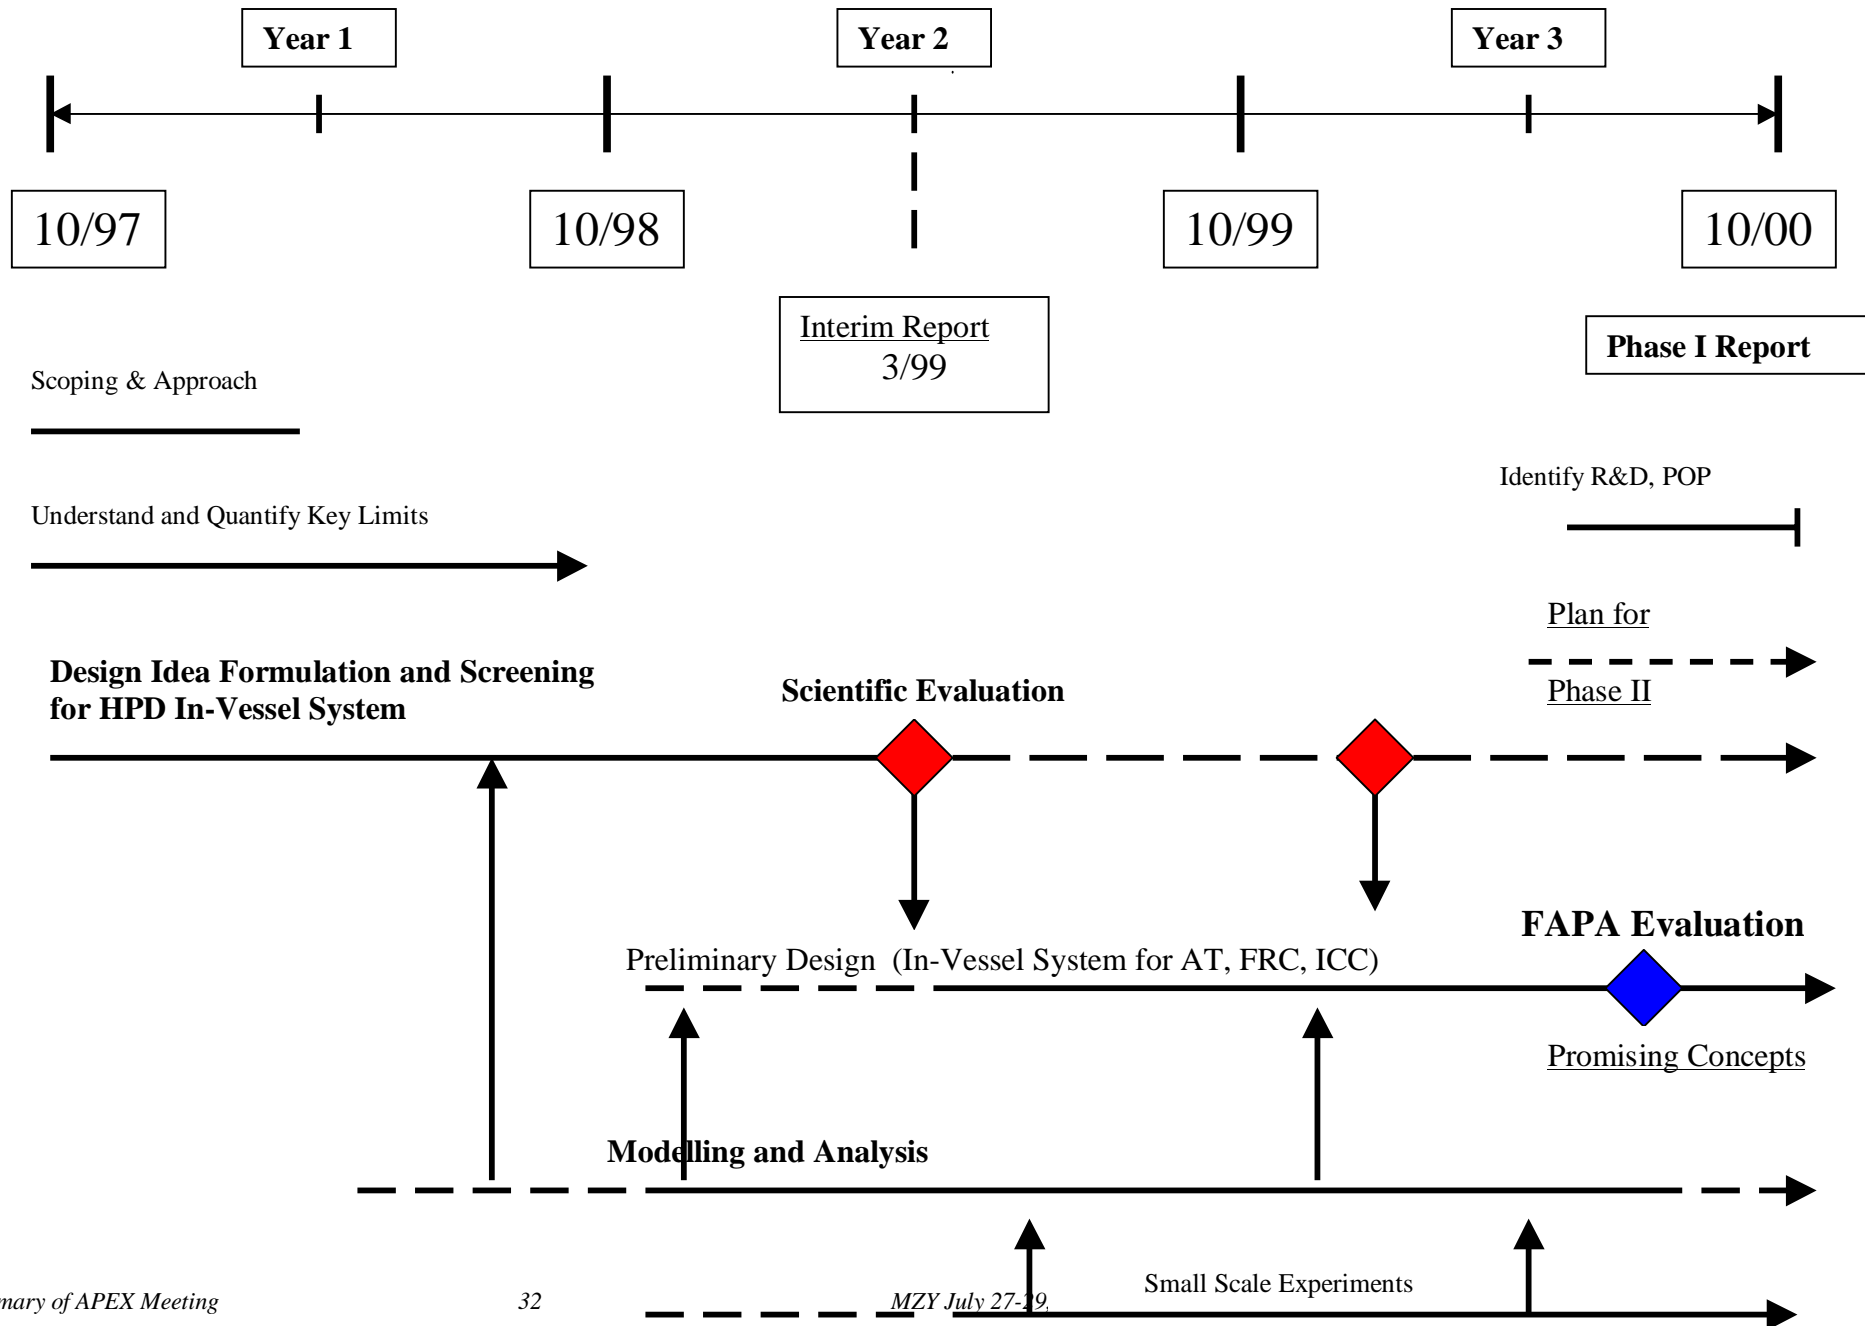 Year 1
Year 2
Year 3
10/97
10/98
10/99
10/00
Interim Report
3/99
Phase I Report
Scoping & Approach
Identify R&D, POP
Understand and Quantify Key Limits
Plan for
Phase II
Design Idea Formulation and Screening
for HPD In-Vessel System
Scientific Evaluation
FAPA Evaluation
Preliminary Design (In-Vessel System for AT, FRC, ICC)
Promising Concepts
Modelling and Analysis
Small Scale Experiments
mary of APEX Meeting
32
MZY July 27-29,